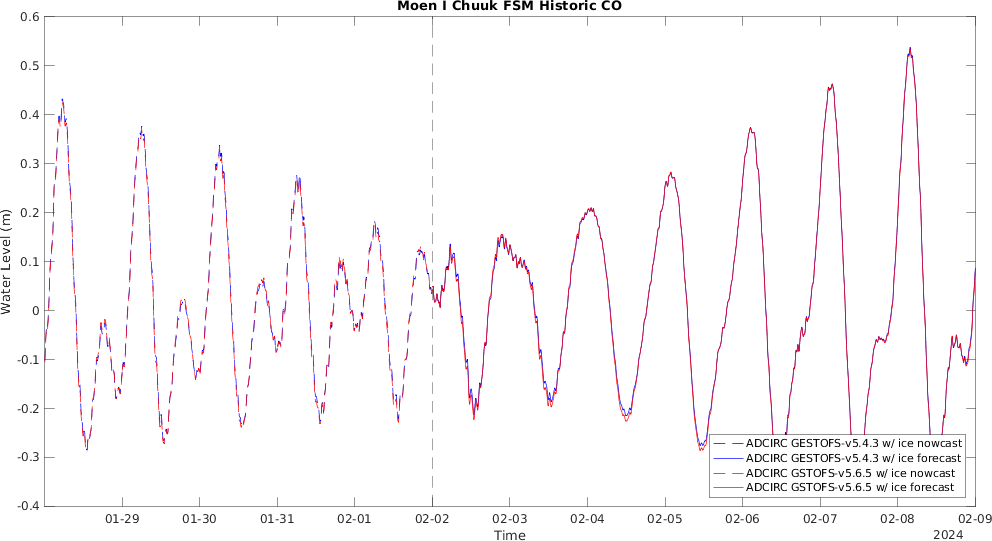 Moen I Chuuk FSM Historic CO
0.6
0.5
0.4
0.3
0.2
0.1
0
-0.1
-0.2
-0.3
-0.4
Water Level (m)
ADCIRC GESTOFS-v5.4.3 w/ ice nowcast
ADCIRC GESTOFS-v5.4.3 w/ ice forecast
ADCIRC GSTOFS-v5.6.5 w/ ice nowcast
ADCIRC GSTOFS-v5.6.5 w/ ice forecast
01-29 01-30 01-31 02-01 02-02 02-03 02-04 02-05 02-06 02-07 02-08 02-09
Time
2024